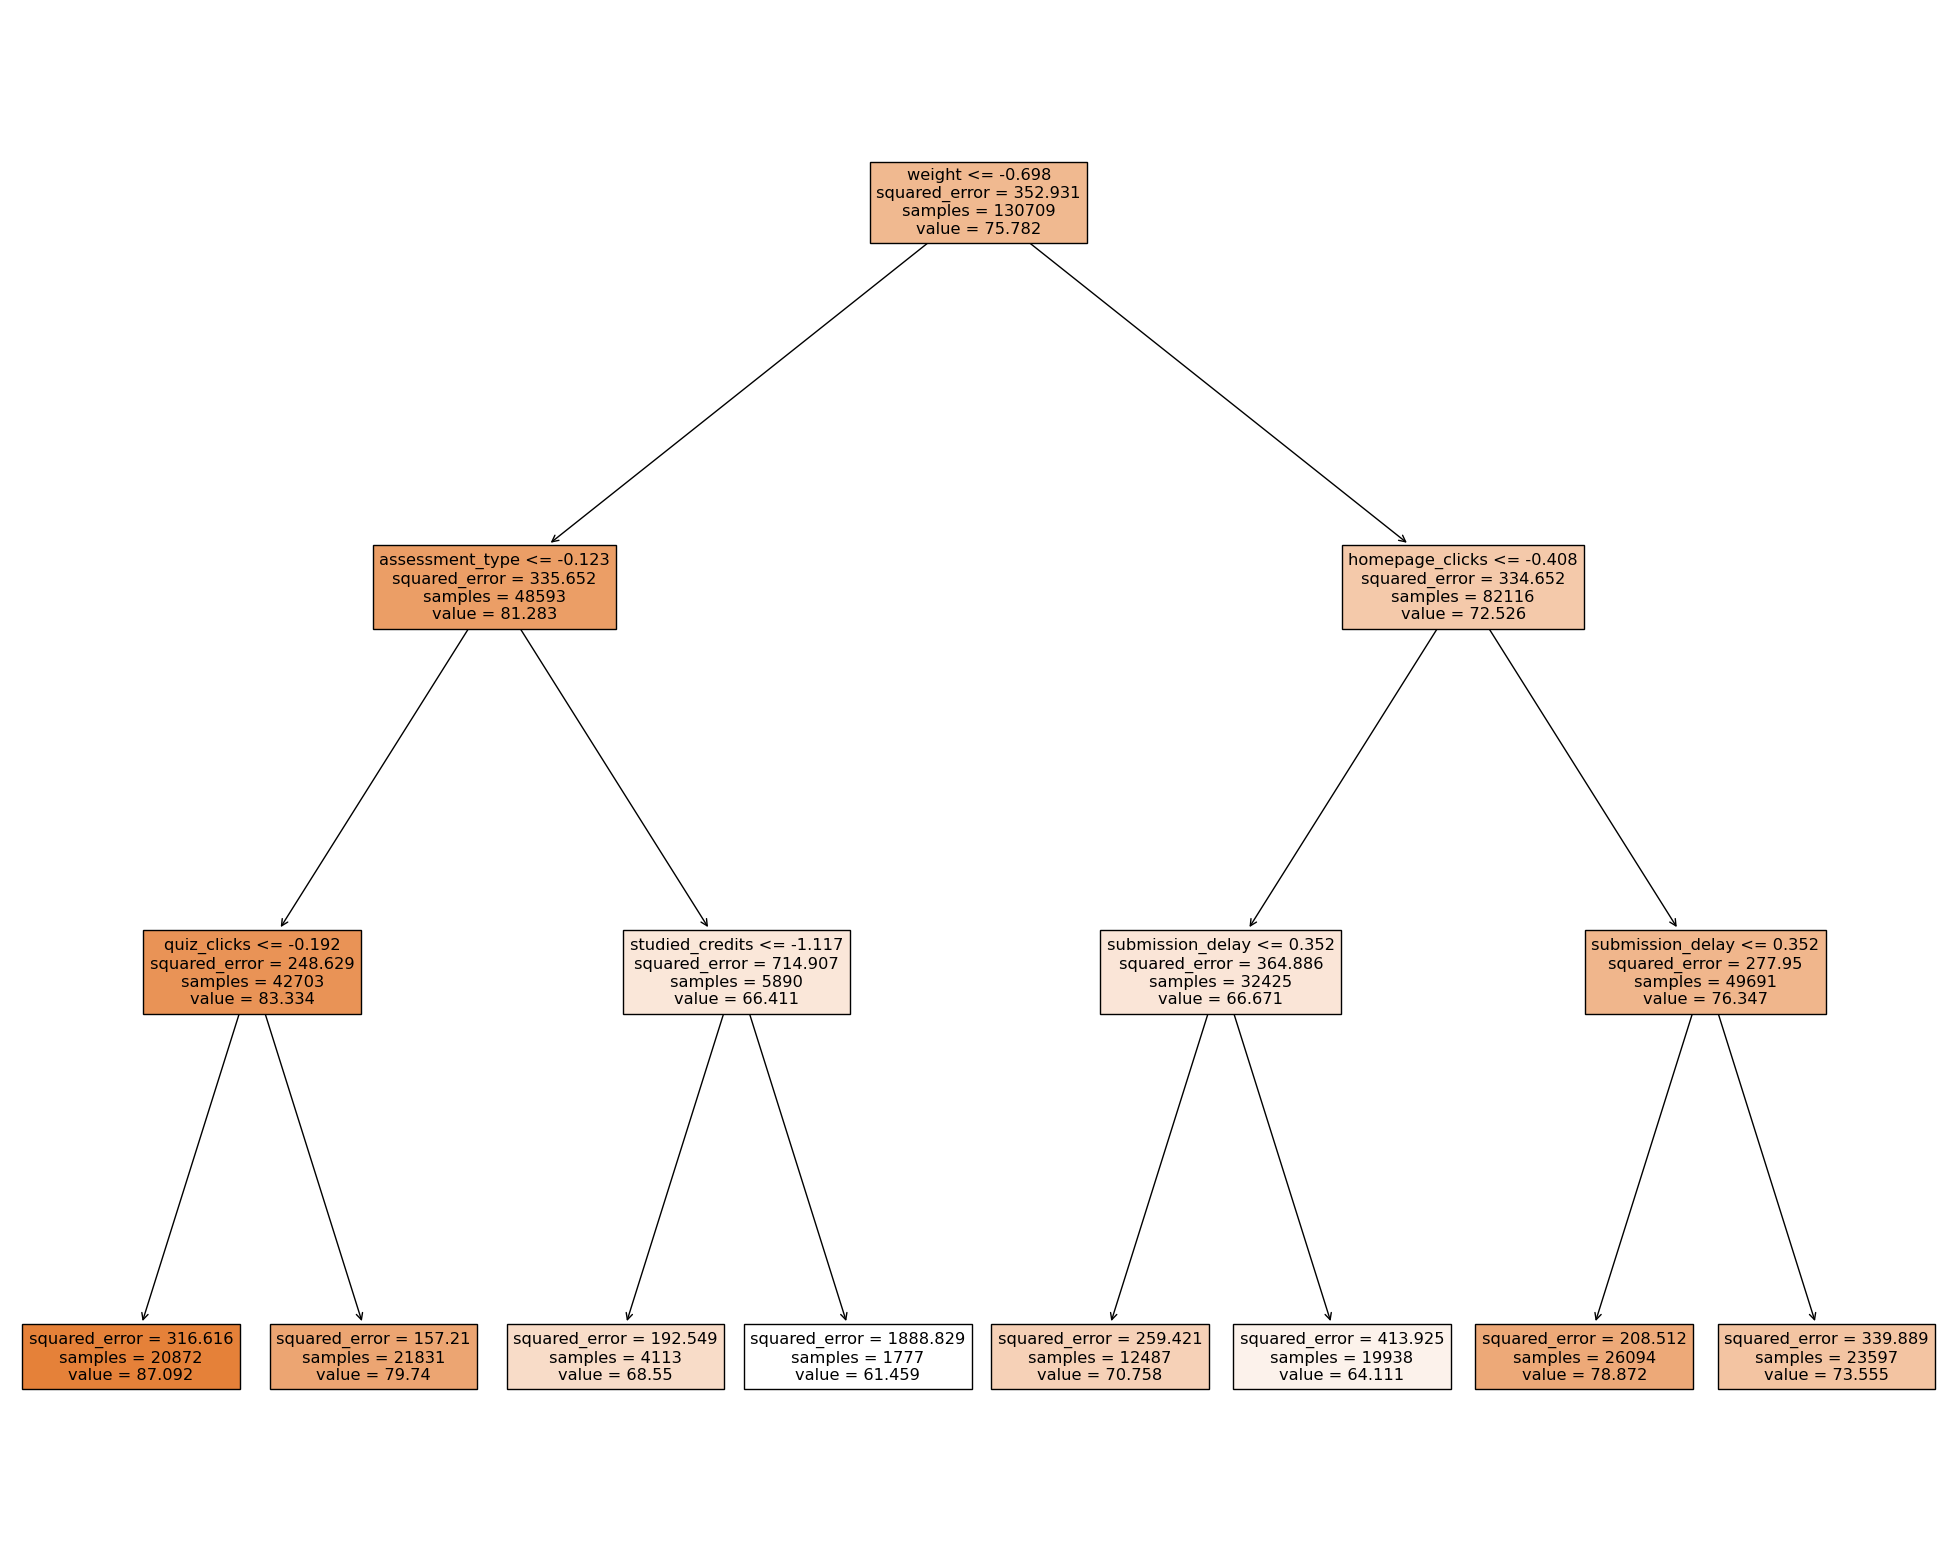 weight <= -0.698
squared_error = 352.931
samples = 130709
value = 75.782
assessment_type <= -0.123
squared_error = 335.652
samples = 48593
value = 81.283
homepage_clicks <= -0.408
squared_error = 334.652
samples = 82116
value = 72.526
quiz_clicks <= -0.192
squared_error = 248.629
samples = 42703
value = 83.334
studied_credits <= -1.117
squared_error = 714.907
samples = 5890
value = 66.411
submission_delay <= 0.352
squared_error = 364.886
samples = 32425
value = 66.671
submission_delay <= 0.352
squared_error = 277.95
samples = 49691
value = 76.347
squared_error = 316.616
samples = 20872
value = 87.092
squared_error = 157.21
samples = 21831
value = 79.74
squared_error = 192.549
samples = 4113
value = 68.55
squared_error = 1888.829
samples = 1777
value = 61.459
squared_error = 259.421
samples = 12487
value = 70.758
squared_error = 413.925
samples = 19938
value = 64.111
squared_error = 208.512
samples = 26094
value = 78.872
squared_error = 339.889
samples = 23597
value = 73.555